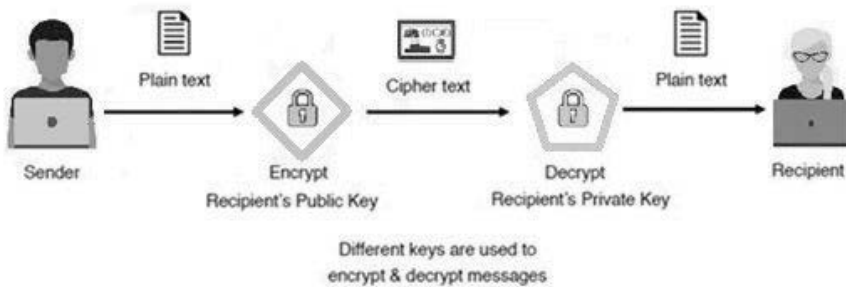 Plain text
Cipher text
Plain text
Sender
Encrypt
Recipient's Public Key
Decrypt
Recipient's Private Key
Recipient
Different keys are used to
encrypt & decrypt messages